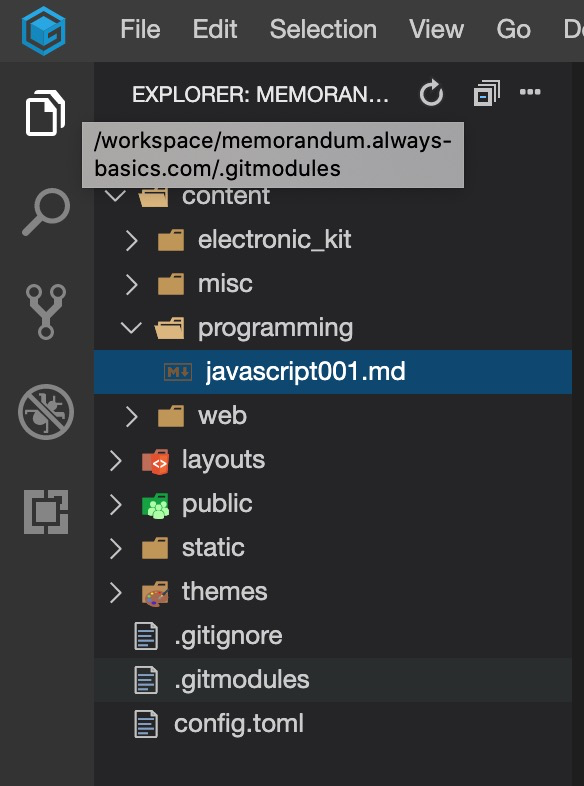 File Edit Selection View Go
EXPLORER: MEMORAN...
/workspace/memorandum.always-
basics.com/.gitmodules
content
electronic_kit
misc
programming
javascript001.md
web
layouts
public
static
themes
.gitignore
.gitmodules
config.toml